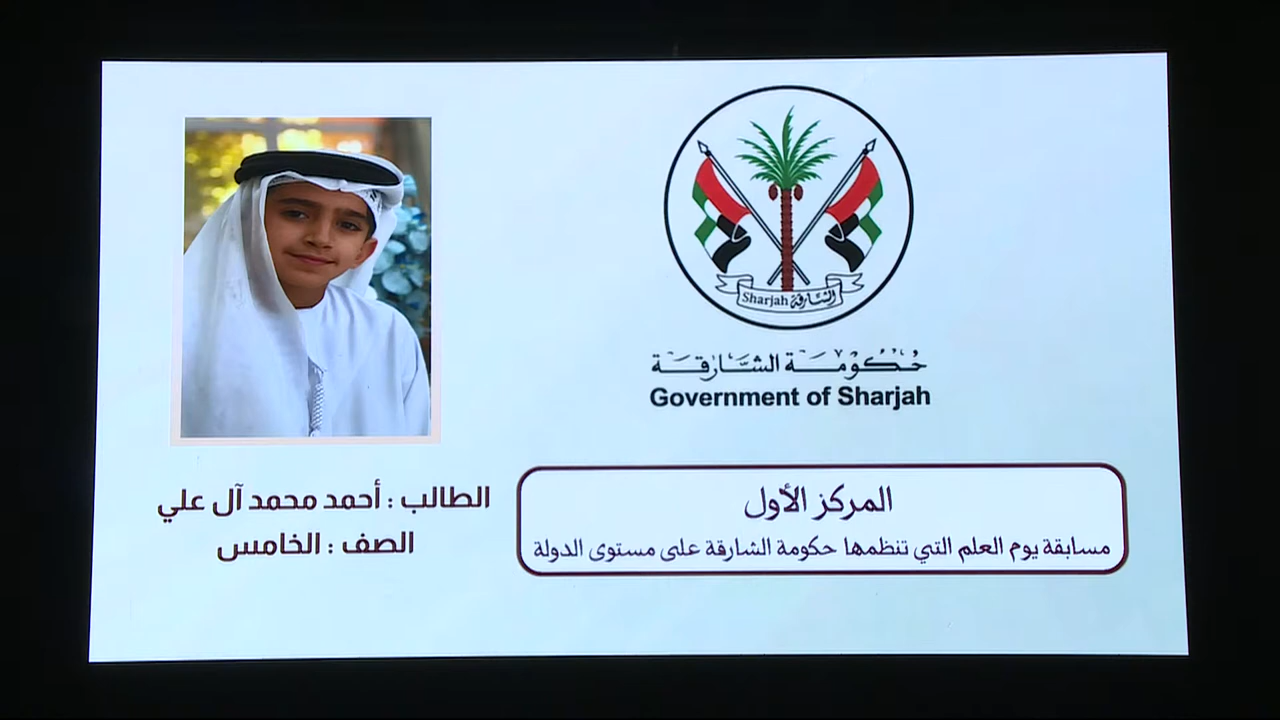 Sharjah الشارقة
حكومة الشارقة
Government of Sharjah
المركز الأول
مسابقة يوم العلم التي تنظمها حكومة الشارقة على مستوى الدولة
الطالب : أحمد محمد آل علي
الصف : الخامس